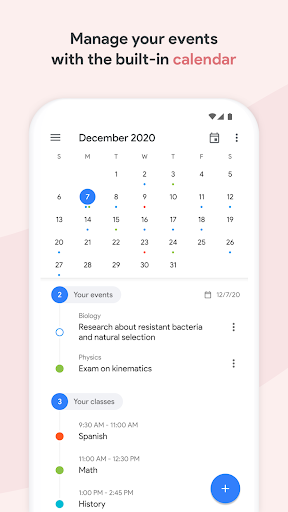 Manage your events
with the built-in calendar
December 2020
S M T W T F S
1 2 3 4 5
6 7 8 9 10 11 12
13 14 15 16 17 18 19
20 21 22 23 24 25 26
27 28 29 30 31
2 Your events 12/7/20
Biology
Research about resistant bacteria
and natural selection
Physics
Exam on kinematics
3 Your classes
9:30 AM - 11:00 AM
Spanish
11:00 AM - 12:30 PM
Math
1:00 PM - 2:45 PM
History